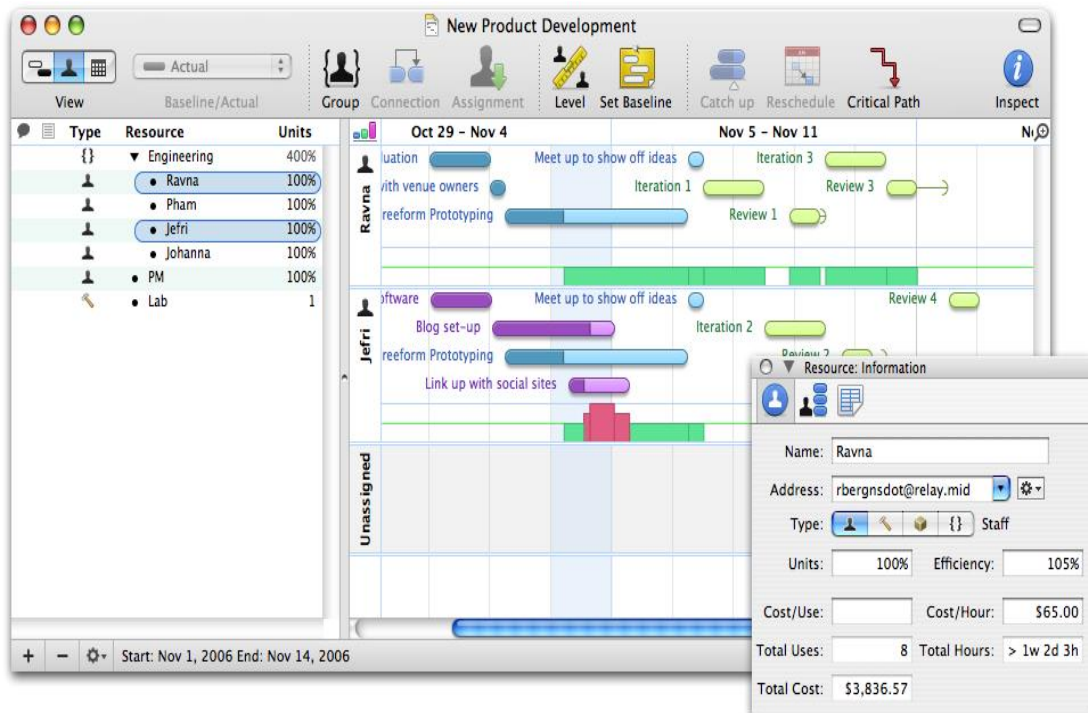 New Product Development
Actual
View
Baseline/Actual
Group
Connection
Assignment
Level
Set Baseline
Catch up
Reschedule
Critical Path
Inspect
Type Resource Units
{} Engineering 400%
Ravna 100%
Pham 100%
Jefri 100%
Johanna 100%
PM 100%
Lab 1
Oct 29 – Nov 4
Nov 5 – Nov 11
Ravna
luation
Meet up to show off ideas
Iteration 3
with venue owners
Iteration 1
Review 3
reeform Prototyping
Review 1
Jefri
oftware
Meet up to show off ideas
Review 4
Blog set-up
Iteration 2
reeform Prototyping
Review 2
Link up with social sites
Unassigned
+ − Start: Nov 1, 2006 End: Nov 14, 2006
Resource: Information
Name: Ravna
Address: rbergnsdot@relay.mid
Type: {} Staff
Units: 100% Efficiency: 105%
Cost/Use: Cost/Hour: $65.00
Total Uses: 8 Total Hours: > 1w 2d 3h
Total Cost: $3,836.57